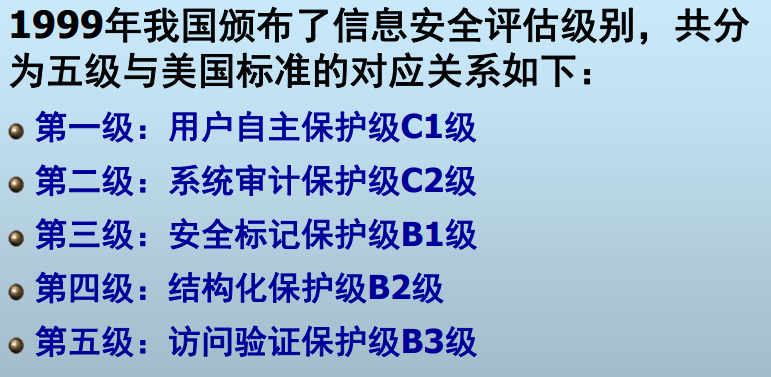 1999年我国颁布了信息安全评估级别，共分
为五级与美国标准的对应关系如下：
第一级：用户自主保护级C1级
第二级：系统审计保护级C2级
第三级：安全标记保护级B1级
第四级：结构化保护级B2级
第五级：访问验证保护级B3级